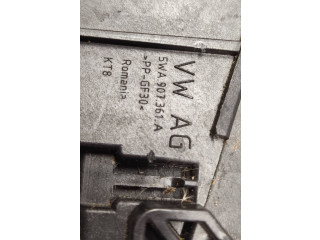 VW AG
5WA 907.361.A
>PP-GF30<
Romania
KT8